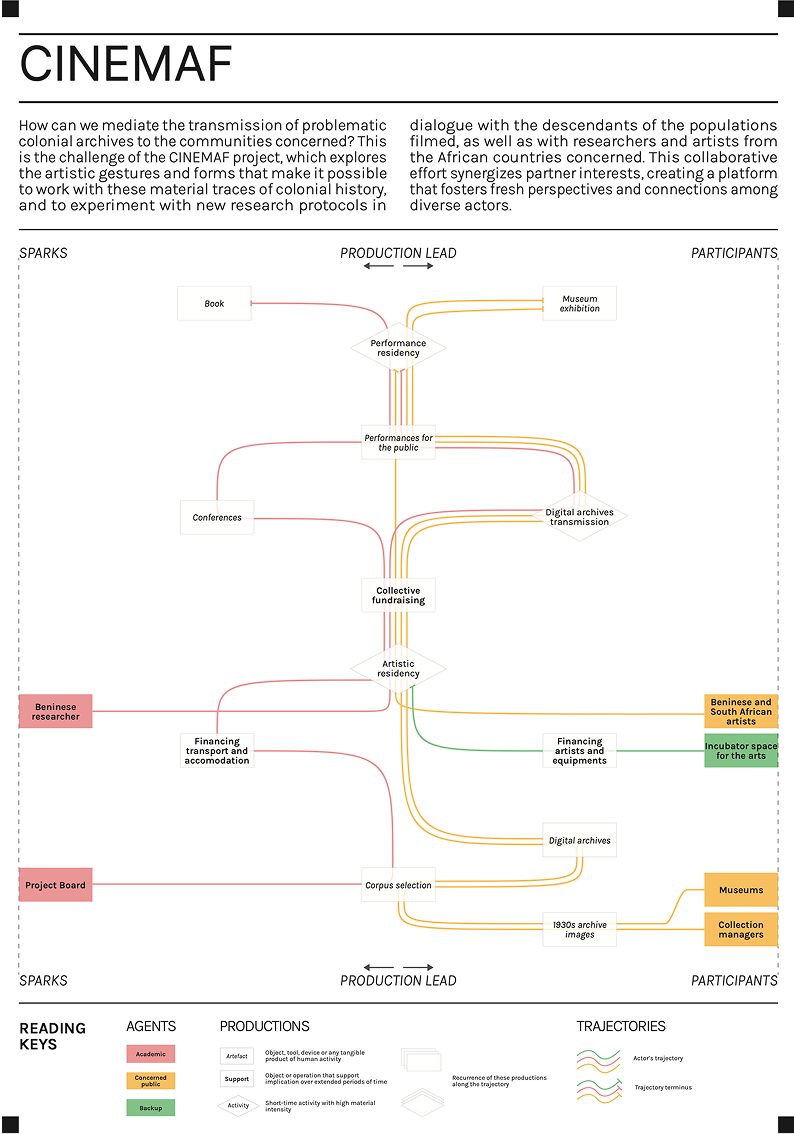 CINEMAF
How can we mediate the transmission of problematic
colonial archives to the communities concerned? This
is the challenge of the CINEMAF project, which explores
the artistic gestures and forms that make it possible
to work with these material traces of colonial history,
and to experiment with new research protocols in
dialogue with the descendants of the populations
filmed, as well as with researchers and artists from
the African countries concerned. This collaborative
effort synergizes partner interests, creating a platform
that fosters fresh perspectives and connections among
diverse actors.
SPARKS
PRODUCTION LEAD
PARTICIPANTS
Book
Museum
exhibition
Performance
residency
Performances for
the public
Conferences
Digital archives
transmission
Collective
fundraising
Artistic
residency
Beninese
researcher
Beninese and
South African
artists
Financing
transport and
accomodation
Financing
artists and
equipments
Incubator space
for the arts
Digital archives
Project Board
Corpus selection
Museums
1930s archive
images
Collection
managers
SPARKS
PRODUCTION LEAD
PARTICIPANTS
READING
KEYS
AGENTS
Academic
Concerned
public
Backup
PRODUCTIONS
Artefact
Object, tool, device or any tangible
product of human activity
Support
Object or operation that support
implication over extended periods of time
Activity
Short-time activity with high material
intensity
Recurrence of those productions
along the trajectory
TRAJECTORIES
Actor's trajectory
Trajectory terminus